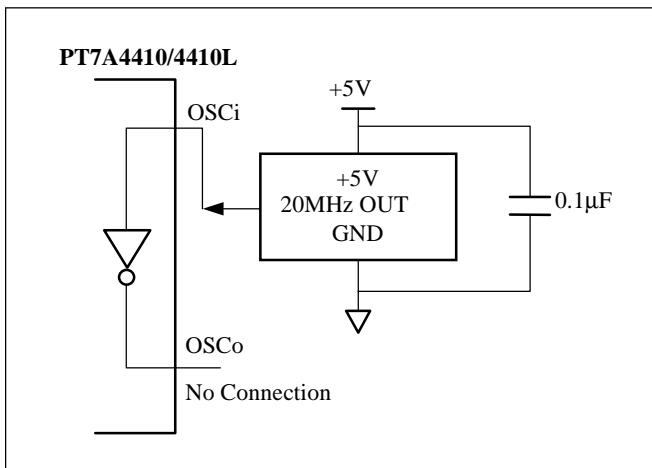 PT7A4410/4410L
+5V
OSCi
+5V
20MHz OUT
GND
0.1µF
OSCo
No Connection